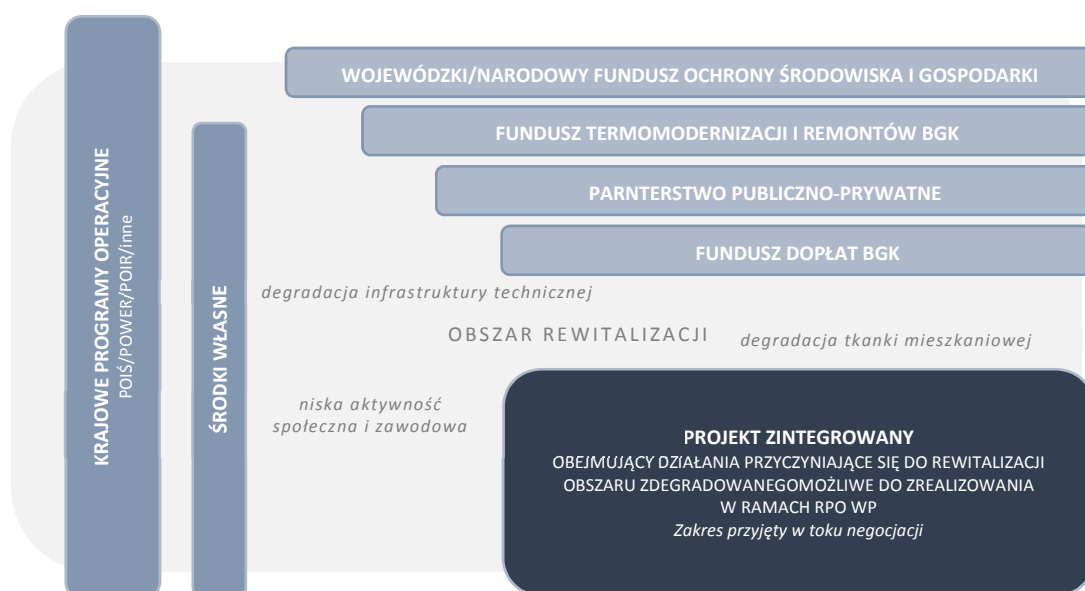 KRAJOWE PROGRAMY OPERACYJNE
POIŚ/POWER/POIR/inne
ŚRODKI WŁASNE
WOJEWÓDZKI/NARODOWY FUNDUSZ OCHRONY ŚRODOWISKA I GOSPODARKI
FUNDUSZ TERMOMODERNIZACJI I REMONTÓW BGK
PARNTERSTWO PUBLICZNO-PRYWATNE
FUNDUSZ DOPŁAT BGK
degradacja infrastruktury technicznej
OBSZAR REWITALIZACJI
degradacja tkanki mieszkaniowej
niska aktywność
społeczna i zawodowa
PROJEKT ZINTEGROWANY
OBEJMUJĄCY DZIAŁANIA PRZYCZYNIAJĄCE SIĘ DO REWITALIZACJI
OBSZARU ZDEGRADOWANEGOMOŻLIWE DO ZREALIZOWANIA
W RAMACH RPO WP
Zakres przyjęty w toku negocjacji